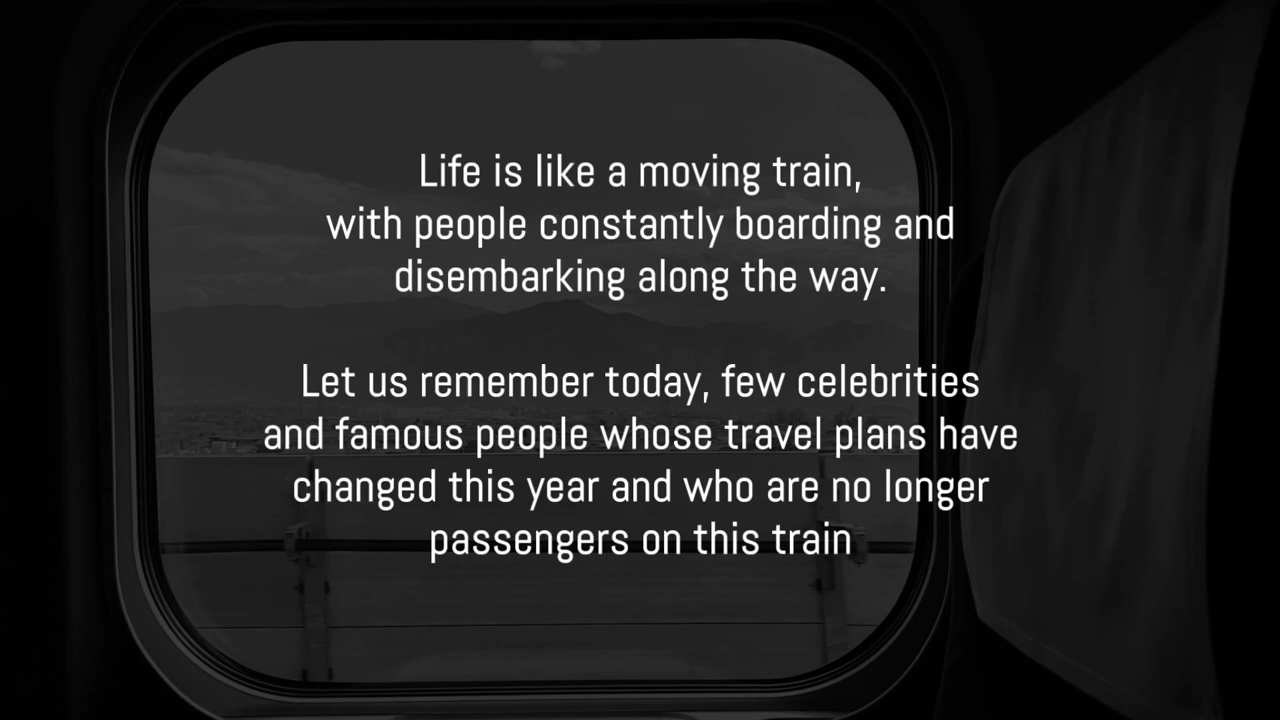 Life is like a moving train,
with people constantly boarding and
disembarking along the way.
Let us remember today, few celebrities
and famous people whose travel plans have
changed this year and who are no longer
passengers on this train